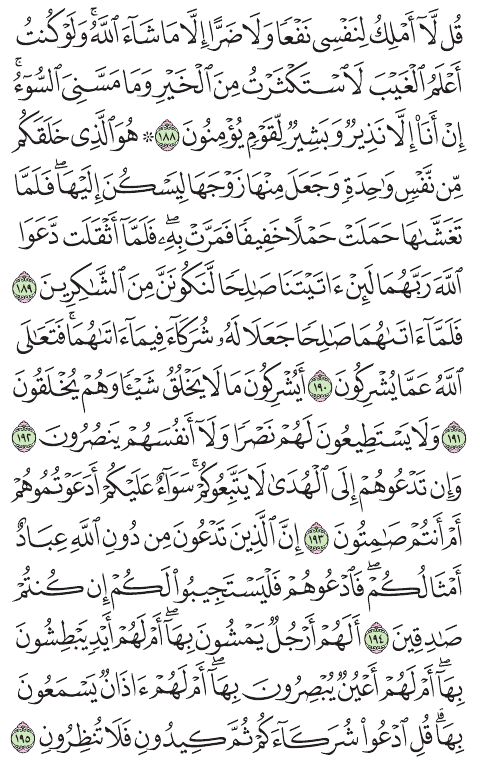 قُل لَّآ أَمۡلِكُ لِنَفۡسِي نَفۡعٗا وَلَا ضَرًّا إِلَّا مَا شَآءَ ٱللَّهُۚ وَلَوۡ كُنتُ
أَعۡلَمُ ٱلۡغَيۡبَ لَٱسۡتَكۡثَرۡتُ مِنَ ٱلۡخَيۡرِ وَمَا مَسَّنِيَ ٱلسُّوٓءُۚ
إِنۡ أَنَا۠ إِلَّا نَذِيرٞ وَبَشِيرٞ لِّقَوۡمٖ يُؤۡمِنُونَ ١٨٨ ۞ هُوَ ٱلَّذِي خَلَقَكُم
مِّن نَّفۡسٖ وَٰحِدَةٖ وَجَعَلَ مِنۡهَا زَوۡجَهَا لِيَسۡكُنَ إِلَيۡهَاۖ فَلَمَّا
تَغَشَّىٰهَا حَمَلَتۡ حَمۡلًا خَفِيفٗا فَمَرَّتۡ بِهِۦۖ فَلَمَّآ أَثۡقَلَت دَّعَوَا
ٱللَّهَ رَبَّهُمَا لَئِنۡ ءَاتَيۡتَنَا صَٰلِحٗا لَّنَكُونَنَّ مِنَ ٱلشَّٰكِرِينَ ١٨٩
فَلَمَّآ ءَاتَىٰهُمَا صَٰلِحٗا جَعَلَا لَهُۥ شُرَكَآءَ فِيمَآ ءَاتَىٰهُمَاۚ فَتَعَٰلَى
ٱللَّهُ عَمَّا يُشۡرِكُونَ ١٩٠ أَيُشۡرِكُونَ مَا لَا يَخۡلُقُ شَيۡـٔٗا وَهُمۡ يُخۡلَقُونَ
١٩١ وَلَا يَسۡتَطِيعُونَ لَهُمۡ نَصۡرٗا وَلَآ أَنفُسَهُمۡ يَنصُرُونَ ١٩٢
وَإِن تَدۡعُوهُمۡ إِلَى ٱلۡهُدَىٰ لَا يَتَّبِعُوكُمۡۚ سَوَآءٌ عَلَيۡكُمۡ أَدَعَوۡتُمُوهُمۡ
أَمۡ أَنتُمۡ صَٰمِتُونَ ١٩٣ إِنَّ ٱلَّذِينَ تَدۡعُونَ مِن دُونِ ٱللَّهِ عِبَادٌ
أَمۡثَالُكُمۡۖ فَٱدۡعُوهُمۡ فَلۡيَسۡتَجِيبُواْ لَكُمۡ إِن كُنتُمۡ
صَٰدِقِينَ ١٩٤ أَلَهُمۡ أَرۡجُلٞ يَمۡشُونَ بِهَآۖ أَمۡ لَهُمۡ أَيۡدٖ يَبۡطِشُونَ
بِهَآۖ أَمۡ لَهُمۡ أَعۡيُنٞ يُبۡصِرُونَ بِهَآۖ أَمۡ لَهُمۡ ءَاذَانٞ يَسۡمَعُونَ
بِهَاۗ قُلِ ٱدۡعُواْ شُرَكَآءَكُمۡ ثُمَّ كِيدُونِ فَلَا تُنظِرُونِ ١٩٥